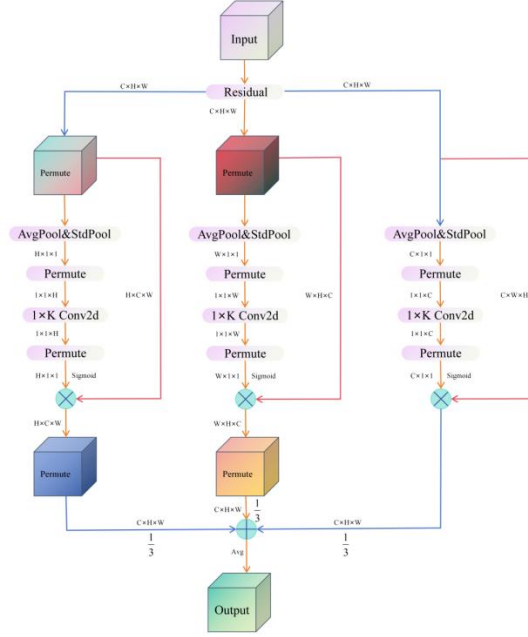 Input
Residual
C×H×W
C×H×W
C×H×W
Permute
Permute
AvgPool&StdPool
AvgPool&StdPool
AvgPool&StdPool
H×1×1
W×1×1
C×1×1
Permute
Permute
Permute
1×1×H
1×1×W
1×1×C
H×C×W
W×H×C
C×W×H
1×K Conv2d
1×K Conv2d
1×K Conv2d
1×1×H
1×1×W
1×1×C
Permute
Permute
Permute
H×1×1 Sigmoid
W×1×1 Sigmoid
C×1×1 Sigmoid
H×C×W
W×H×C
Permute
Permute
C×H×W
1/3
C×H×W
C×H×W
1/3
1/3
Avg
Output